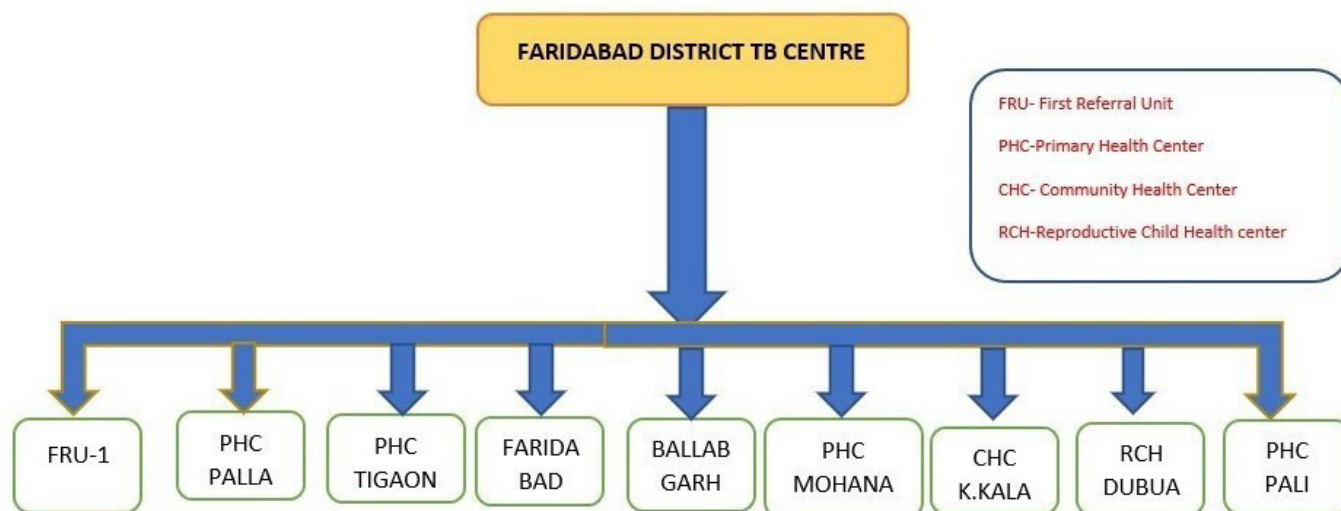 FARIDABAD DISTRICT TB CENTRE
FRU- First Referral Unit
PHC-Primary Health Center
CHC- Community Health Center
RCH-Reproductive Child Health center
FRU-1
PHC
PALLA
PHC
TIGAON
FARIDA
BAD
BALLAB
GARH
PHC
MOHANA
CHC
K.KALA
RCH
DUBUA
PHC
PALI